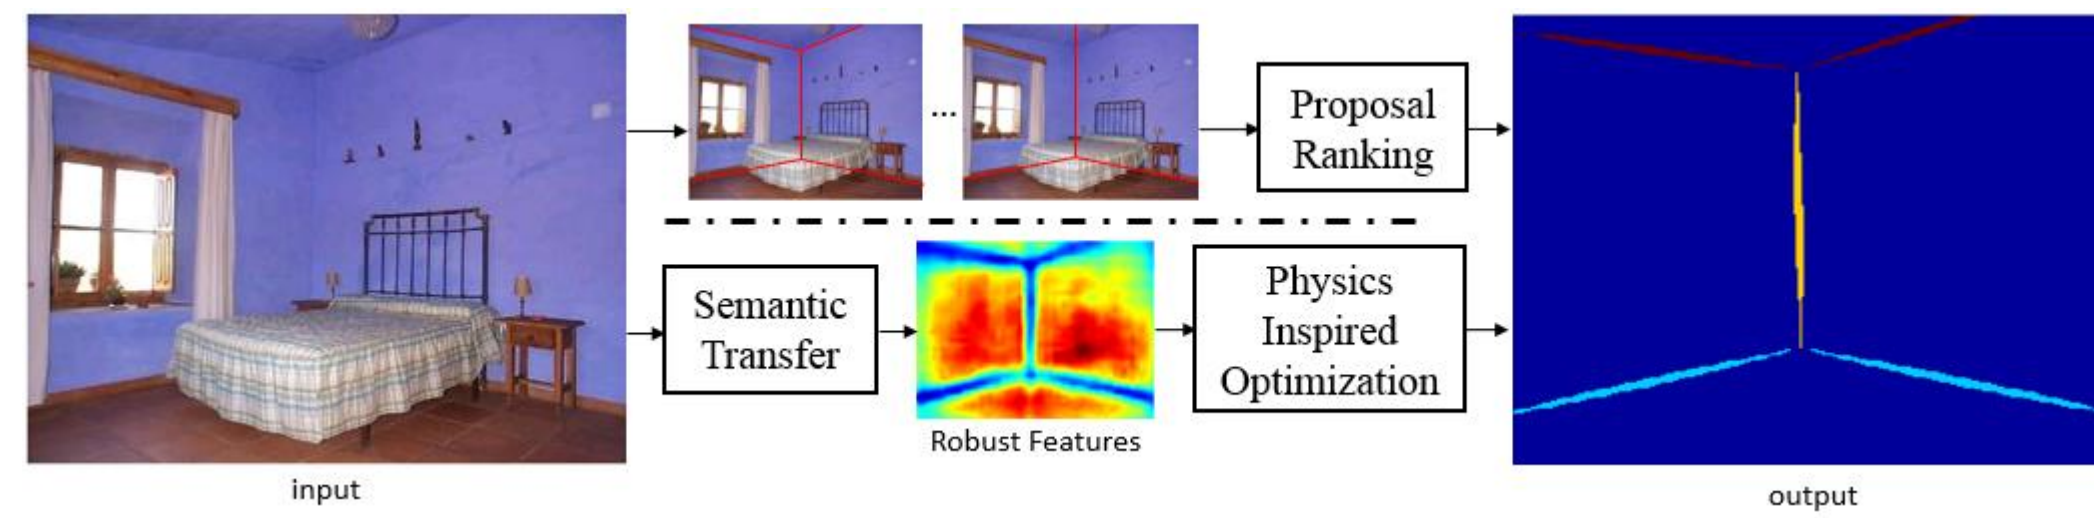 input
...
Proposal
Ranking
Semantic
Transfer
Robust Features
Physics
Inspired
Optimization
output